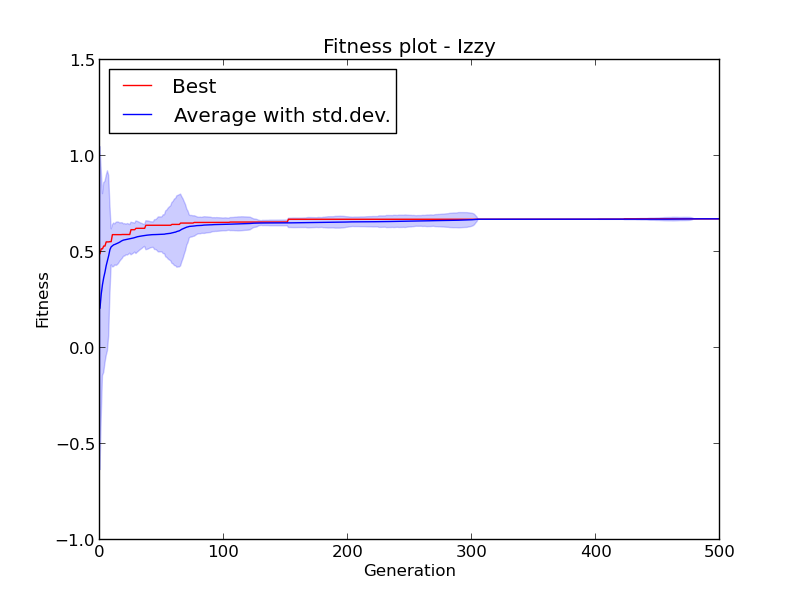 Fitness plot - Izzy
1.5
Best
Average with std.dev.
1.0
0.5
Fitness
0.0
−0.5
−1.0
0 100 200 300 400 500
Generation